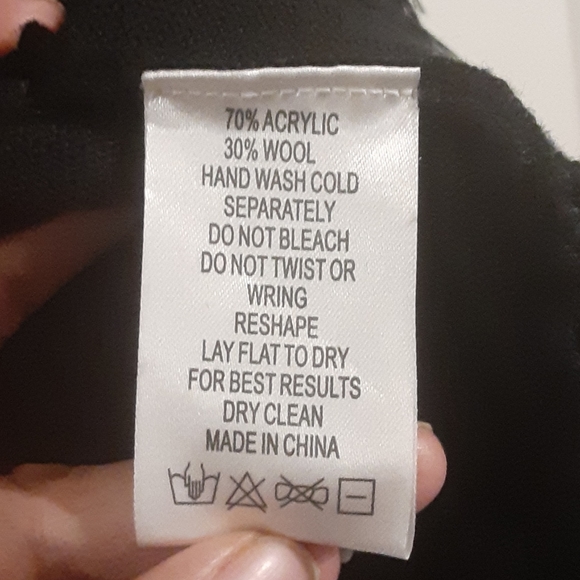 70% ACRYLIC
30% WOOL
HAND WASH COLD
SEPARATELY
DO NOT BLEACH
DO NOT TWIST OR
WRING
RESHAPE
LAY FLAT TO DRY
FOR BEST RESULTS
DRY CLEAN
MADE IN CHINA